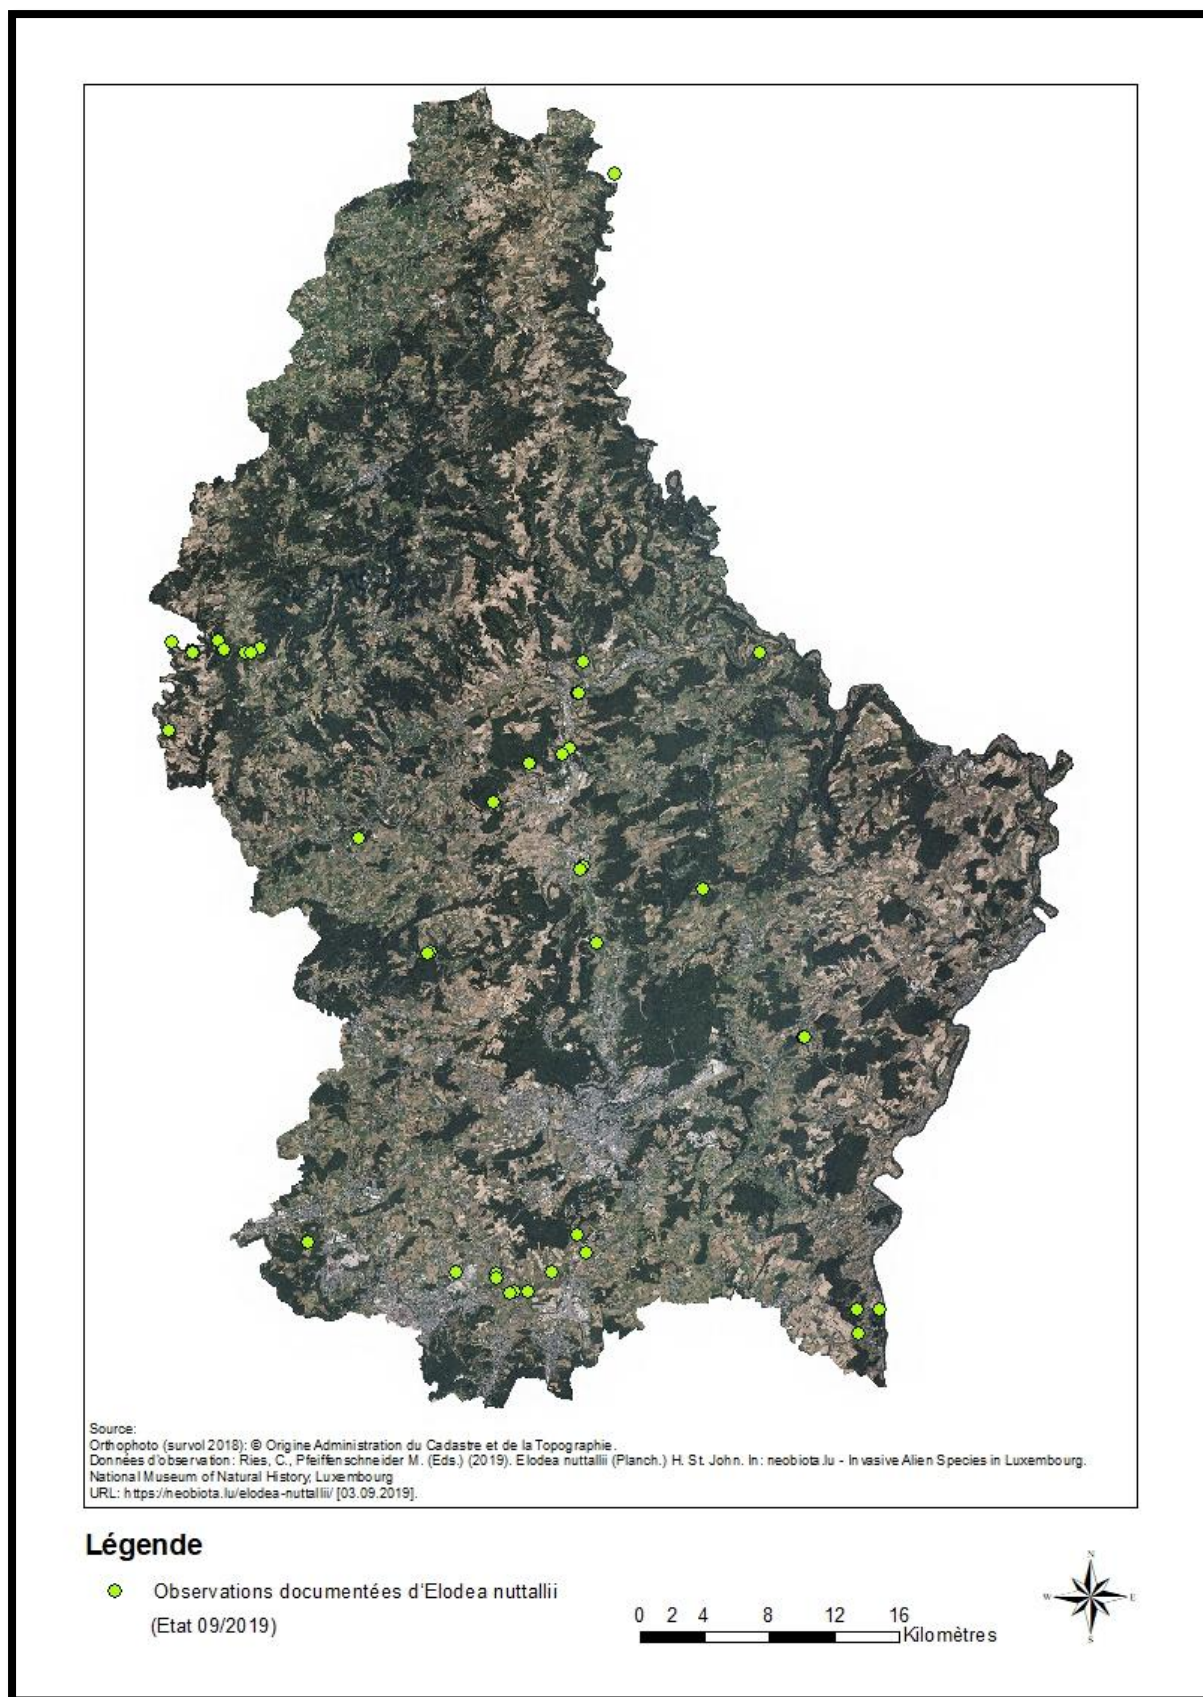 Source:
Orthophoto (survol 2018): © Origine Administration du Cadastre et de la Topographie.
Données d'observation: Ries, C., Pfeiffenschneider M. (Eds.) (2019). Elodea nuttallii (Planch.) H. St. John. In: neobiota.lu - Invasive Alien Species in Luxembourg.
National Museum of Natural History, Luxembourg
URL: https://neobiota.lu/elodea-nuttallii/ [03.09.2019].
Légende
Observations documentées d'Elodea nuttallii
(Etat 09/2019)
0 2 4 8 12 16
Kilomètres
N
W E
S